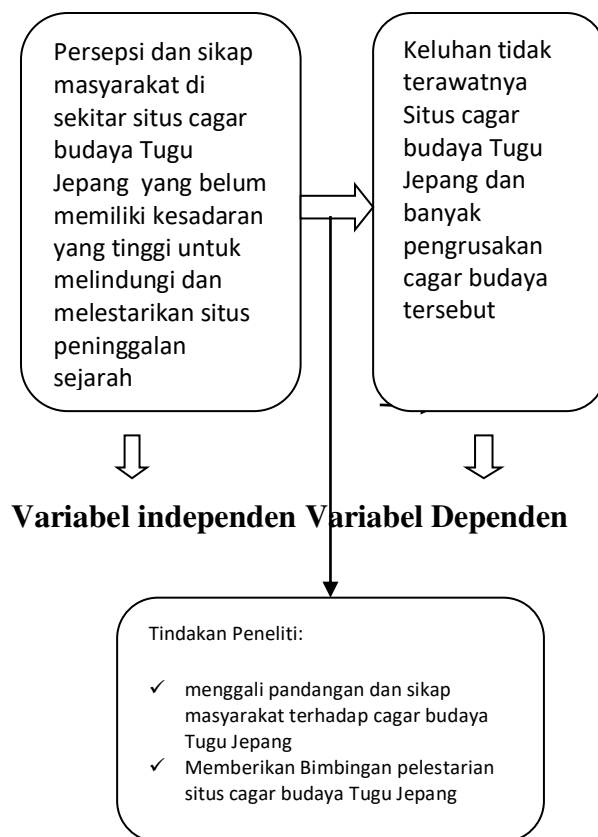 Persepsi dan sikap
masyarakat di
sekitar situs cagar
budaya Tugu
Jepang yang belum
memiliki kesadaran
yang tinggi untuk
melindungi dan
melestarikan situs
peninggalan
sejarah
Keluhan tidak
terawatnya
Situs cagar
budaya Tugu
Jepang dan
banyak
pengrusakan
cagar budaya
tersebut
Variabel independen Variabel Dependen
Tindakan Peneliti:
✓ menggali pandangan dan sikap
masyarakat terhadap cagar budaya
Tugu Jepang
✓ Memberikan Bimbingan pelestarian
situs cagar budaya Tugu Jepang